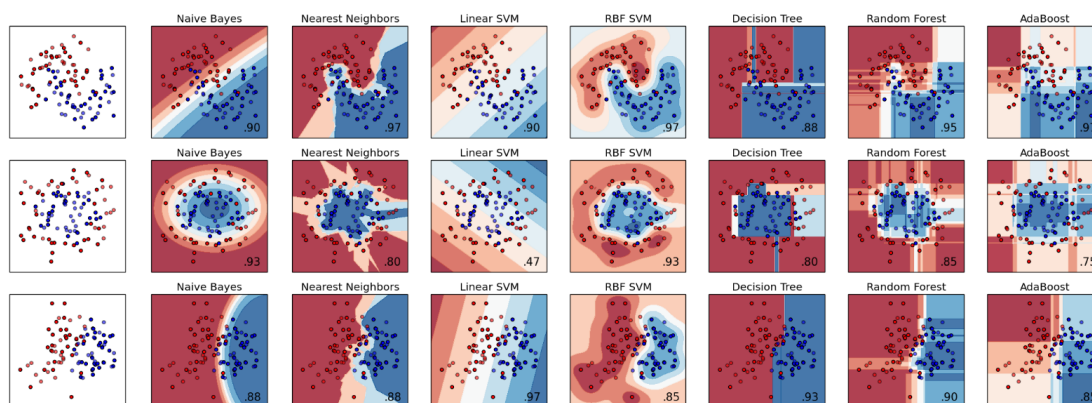 Naive Bayes Nearest Neighbors Linear SVM RBF SVM Decision Tree Random Forest AdaBoost
.90 .97 .90 .97 .88 .95
Naive Bayes Nearest Neighbors Linear SVM RBF SVM Decision Tree Random Forest AdaBoost
.93 .80 .47 .93 .80 .85 .75
Naive Bayes Nearest Neighbors Linear SVM RBF SVM Decision Tree Random Forest AdaBoost
.88 .88 .97 .85 .93 .90